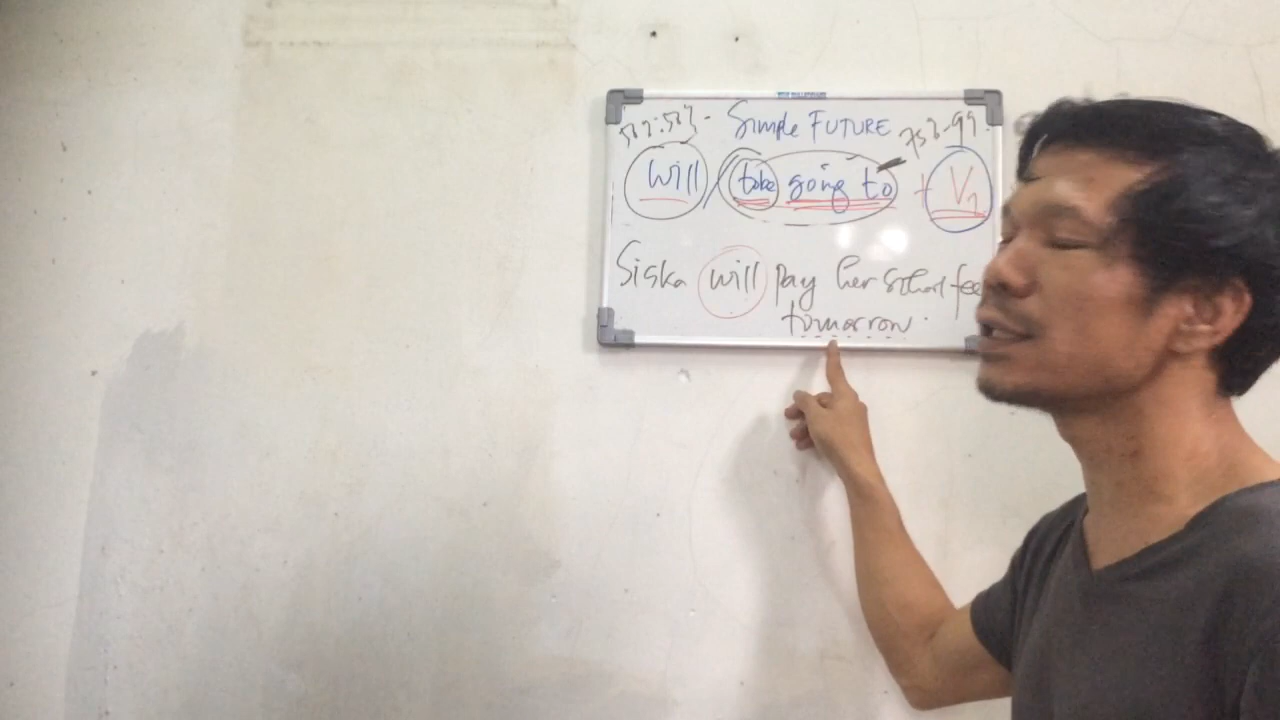 Simple FUTURE
will / tobe going to + V1
Siska will pay her school fee
tomorrow.